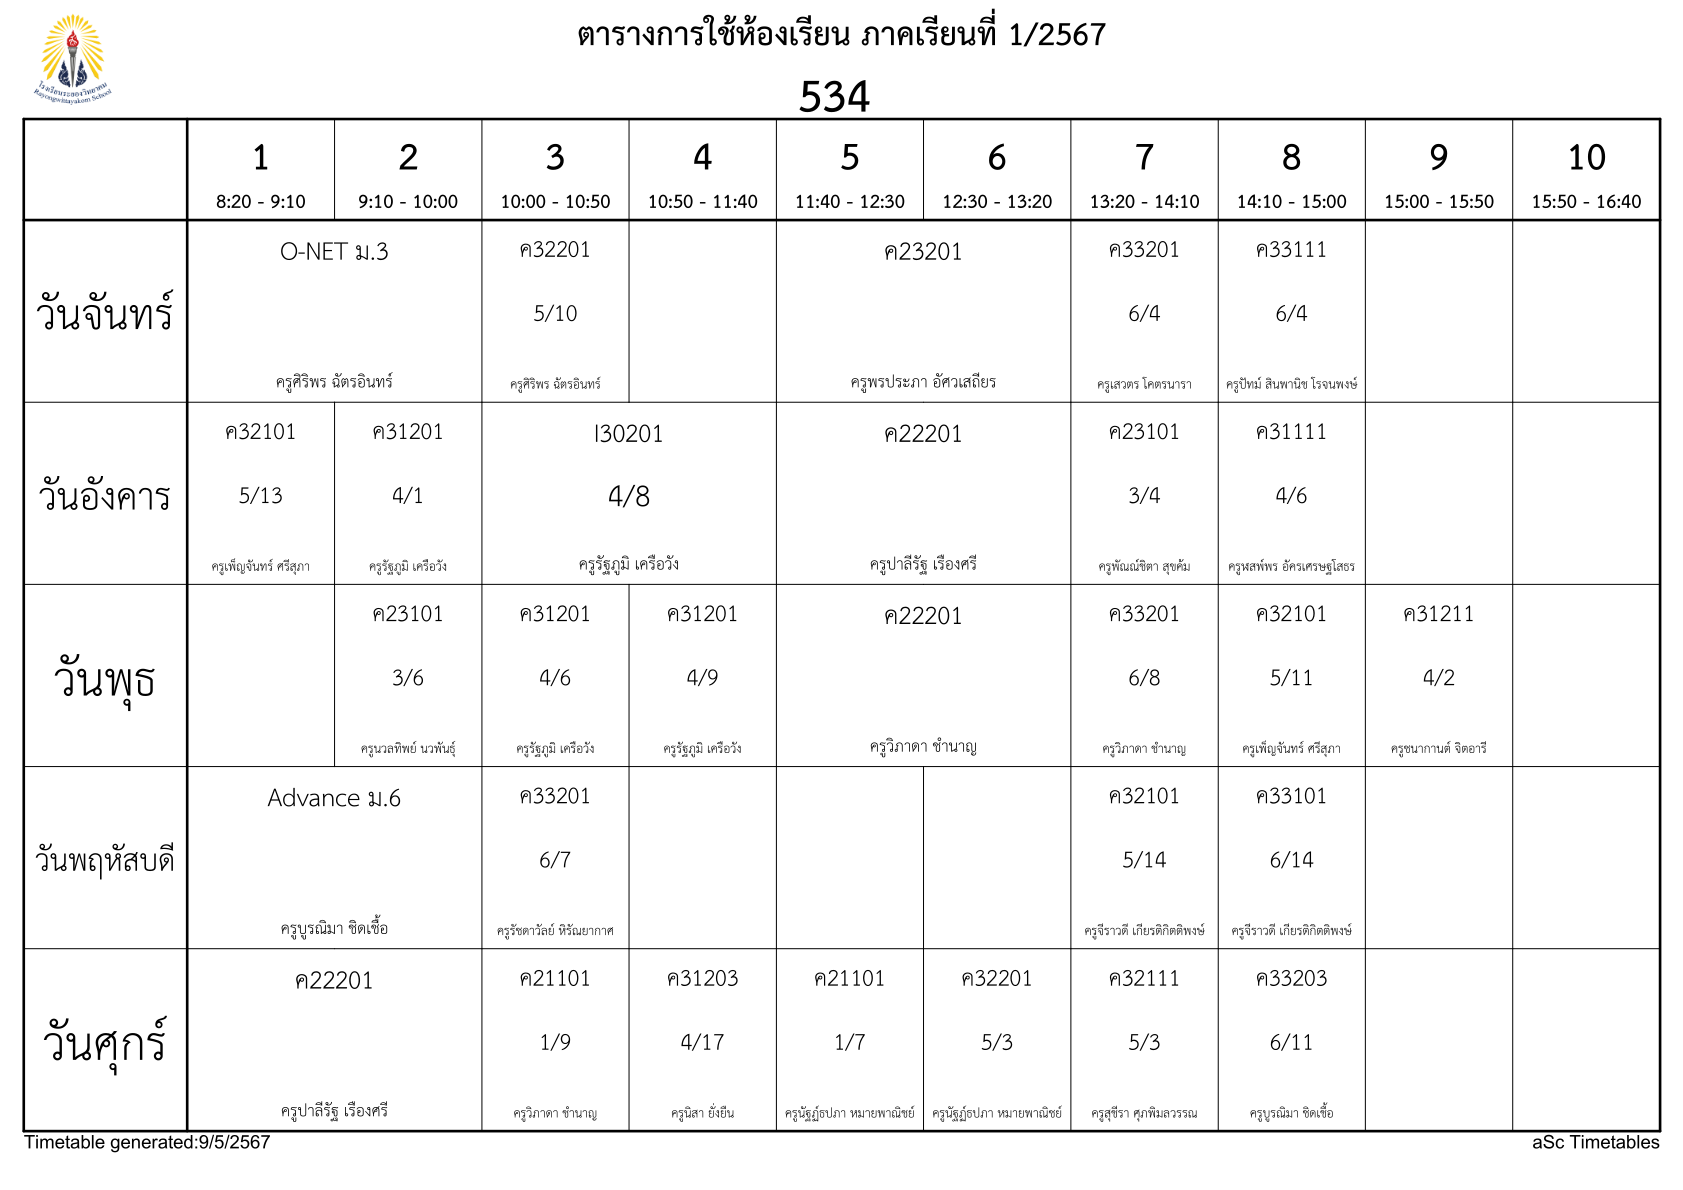 ตารางการใช้ห้องเรียน ภาคเรียนที่ 1/2567
โรงเรียนระยองวิทยาคม
Rayongwittayakom School
534
1 2 3 4 5 6 7 8 9 10
8:20 - 9:10 9:10 - 10:00 10:00 - 10:50 10:50 - 11:40 11:40 - 12:30 12:30 - 13:20 13:20 - 14:10 14:10 - 15:00 15:00 - 15:50 15:50 - 16:40
วันจันทร์
O-NET ม.3 ค32201 ค23201 ค33201 ค33111
5/10 6/4 6/4
ครูศิริพร ฉัตรอินทร์ ครูศิริพร ฉัตรอินทร์ ครูพรประภา อัศวเสถียร ครูเสวตร โคตรนารา ครูปัทม์ สินพานิช โรจนพงษ์
วันอังคาร
ค32101 ค31201 I30201 ค22201 ค23101 ค31111
5/13 4/1 4/8 3/4 4/6
ครูเพ็ญจันทร์ ศรีสุภา ครูรัฐภูมิ เครือวัง ครูรัฐภูมิ เครือวัง ครูปาลีรัฐ เรืองศรี ครูพัณณ์ชิตา สุขค้ม ครูหสพ์พร อัครเศรษฐโสธร
วันพุธ
ค23101 ค31201 ค31201 ค22201 ค33201 ค32101 ค31211
3/6 4/6 4/9 6/8 5/11 4/2
ครูนวลทิพย์ นวพันธุ์ ครูรัฐภูมิ เครือวัง ครูรัฐภูมิ เครือวัง ครูวิภาดา ชำนาญ ครูวิภาดา ชำนาญ ครูเพ็ญจันทร์ ศรีสุภา ครูชนากานต์ จิตอารี
วันพฤหัสบดี
Advance ม.6 ค33201 ค32101 ค33101
6/7 5/14 6/14
ครูบูรณิมา ชิดเชื้อ ครูรัชดาวัลย์ หิรัณยากาศ ครูจีราวดี เกียรติกิตติพงษ์ ครูจีราวดี เกียรติกิตติพงษ์
วันศุกร์
ค22201 ค21101 ค31203 ค21101 ค32201 ค32111 ค33203
1/9 4/17 1/7 5/3 5/3 6/11
ครูปาลีรัฐ เรืองศรี ครูวิภาดา ชำนาญ ครูนิสา ยั่งยืน ครูนัฐฏ์ธปภา หมายพาณิชย์ ครูนัฐฏ์ธปภา หมายพาณิชย์ ครูสุชีรา ศุภพิมลวรรณ ครูบูรณิมา ชิดเชื้อ
Timetable generated:9/5/2567 aSc Timetables